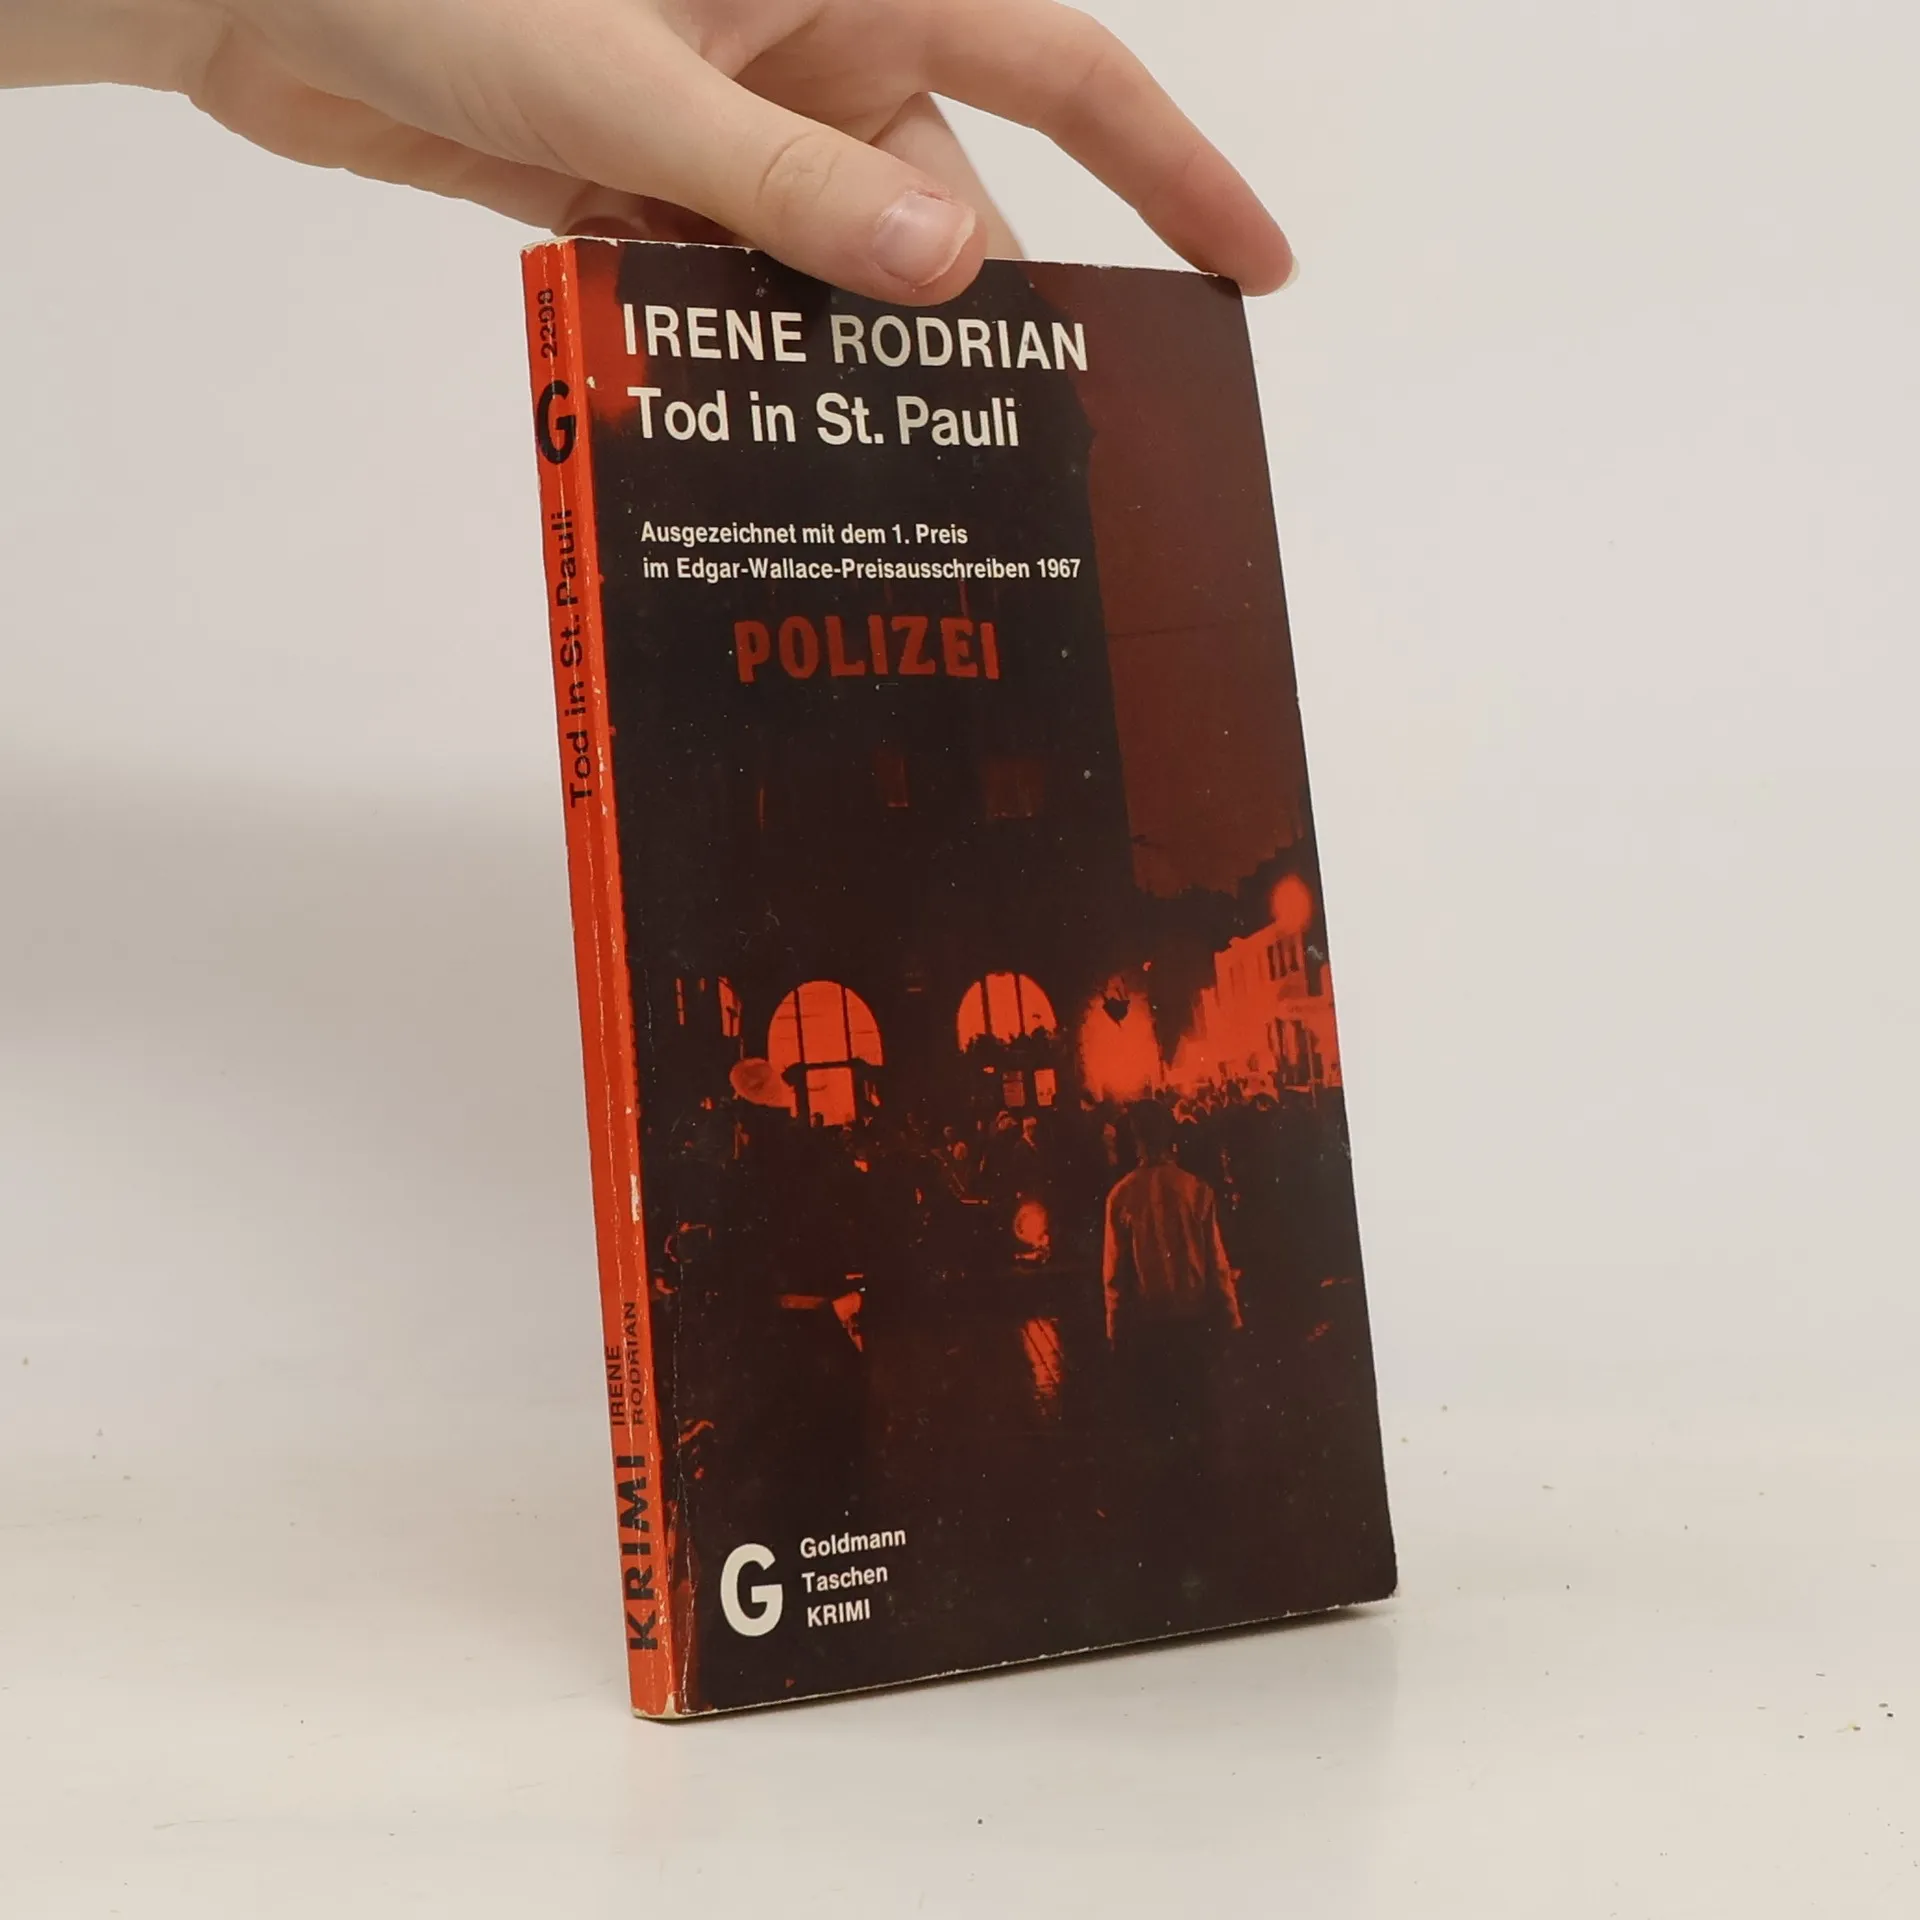 IRENE RODRIAN
Tod in St. Pauli
Ausgezeichnet mit dem 1. Preis
im Edgar-Wallace-Preisausschreiben 1967
POLIZEI
G
Goldmann
Taschen
KRIMI
KRIMI
IRENE
RODRIAN
Tod in St. Pauli
G
2208